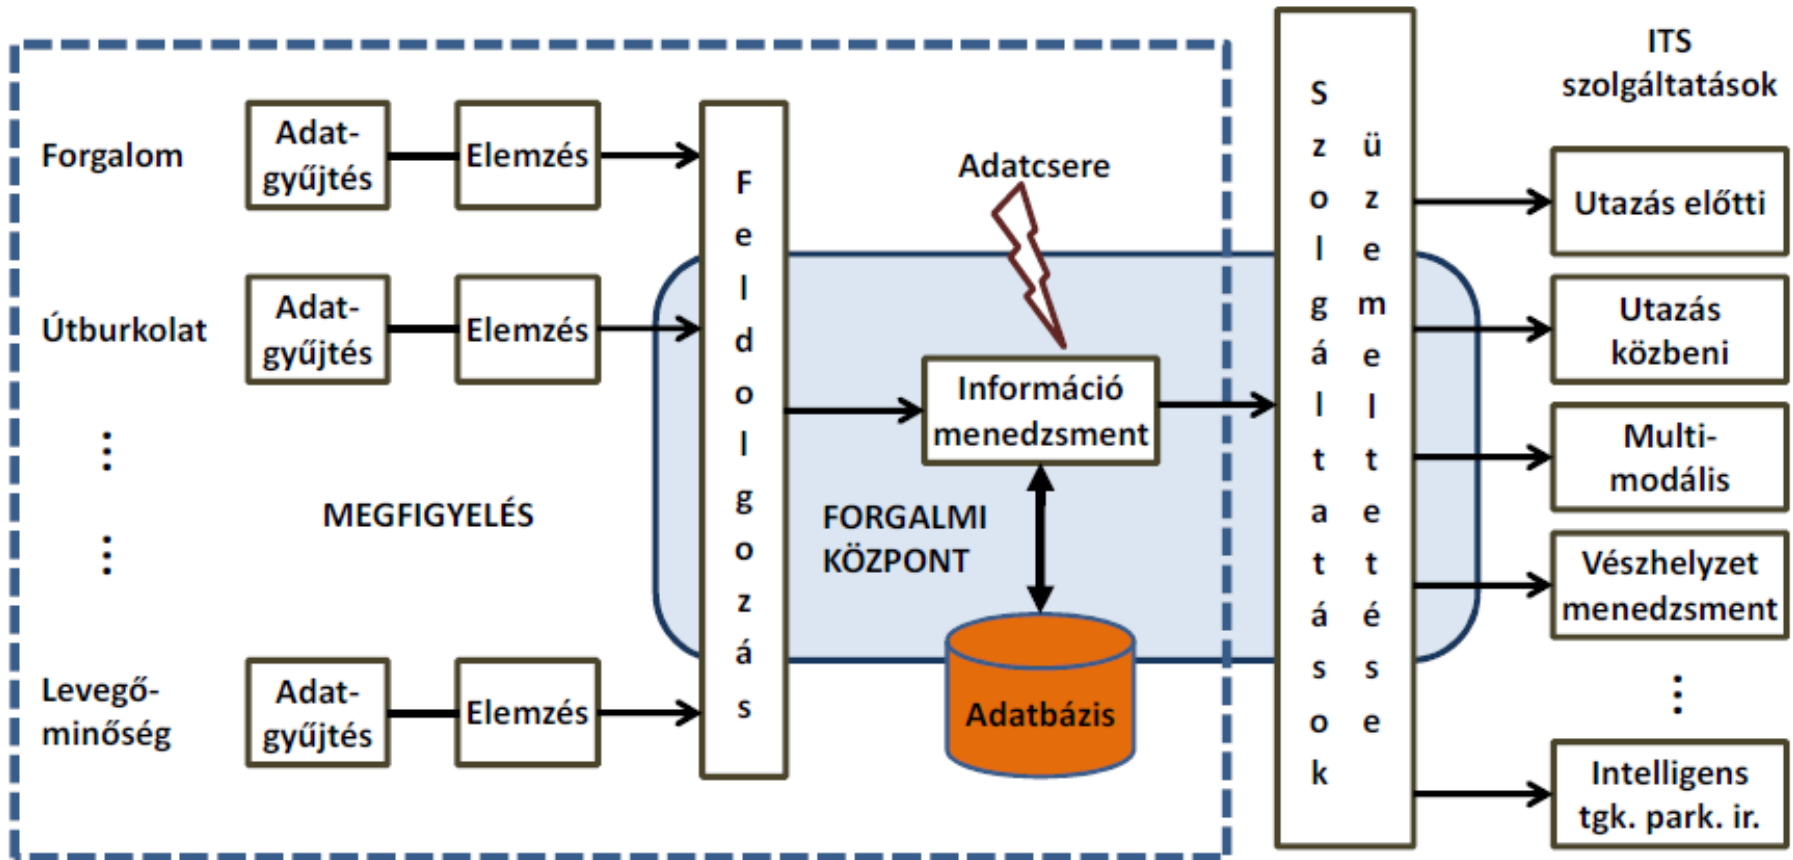 ITS
szolgáltatások
Forgalom
Adat-
gyűjtés
Elemzés
Útburkolat
Adat-
gyűjtés
Elemzés
⋮
⋮
MEGFIGYELÉS
Levegő-
minőség
Adat-
gyűjtés
Elemzés
Feldolgozás
Adatcsere
Információ
menedzsment
FORGALMI
KÖZPONT
Adatbázis
Szolgáltatások
üzemeltetése
Utazás előtti
Utazás
közbeni
Multi-
modális
Vészhelyzet
menedzsment
⋮
Intelligens
tgk. park. ir.